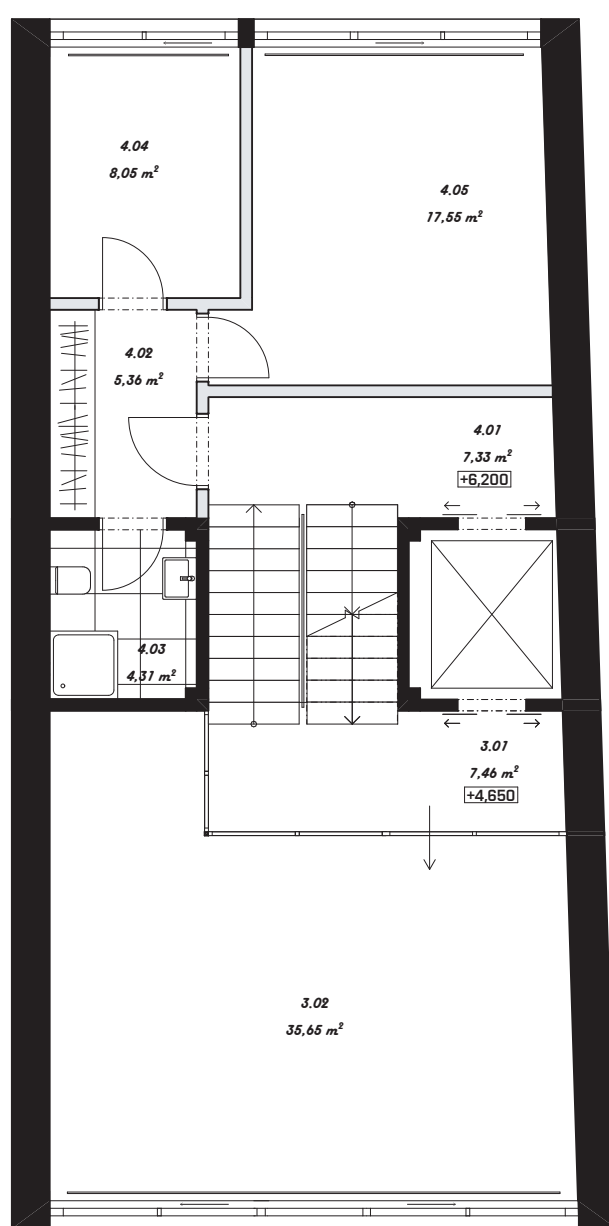 4.04
8,05 m²
4.05
17,55 m²
4.02
5,36 m²
4.01
7,33 m²
+6,200
4.03
4,31 m²
3.01
7,46 m²
+4,650
3.02
35,65 m²